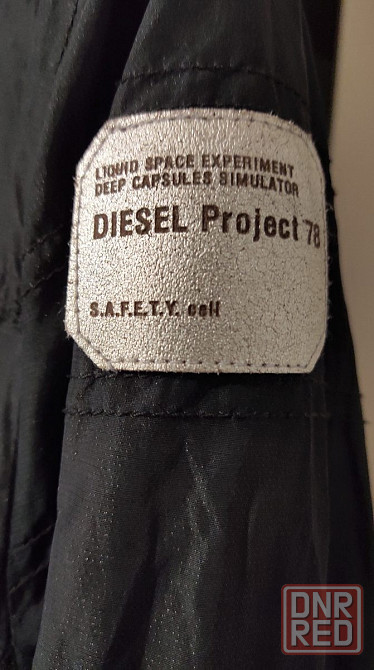 LIQUID SPACE EXPERIMENT
DEEP CAPSULES SIMULATOR
DIESEL Project 78
S.A.F.E.T.Y. cell
DNR
RED